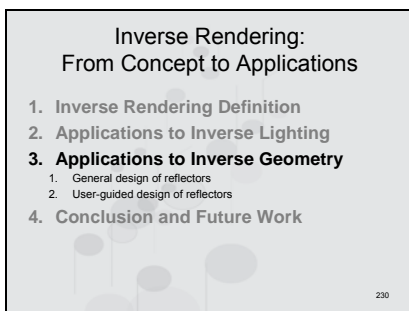 Inverse Rendering:
From Concept to Applications
1. Inverse Rendering Definition
2. Applications to Inverse Lighting
3. Applications to Inverse Geometry
1. General design of reflectors
2. User-guided design of reflectors
4. Conclusion and Future Work
230